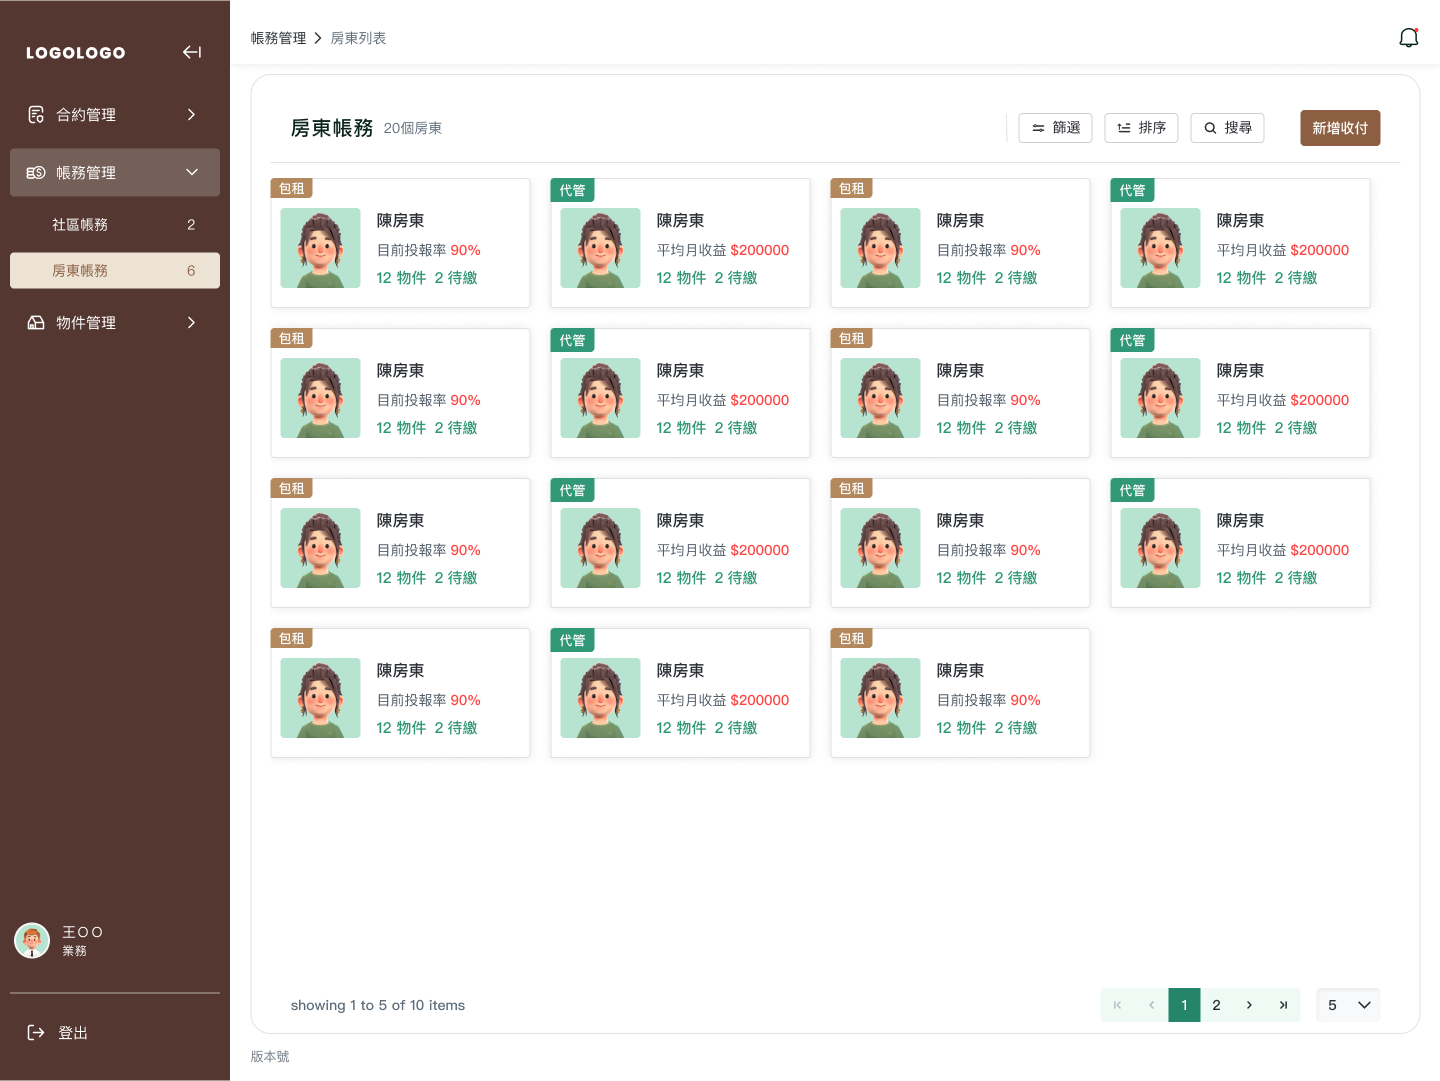 LOGOLOGO
合約管理
帳務管理
社區帳務 2
房東帳務 6
物件管理
王ＯＯ
業務
登出
帳務管理 > 房東列表
房東帳務 20個房東
篩選
排序
搜尋
新增收付
包租
陳房東
目前投報率 90%
12 物件 2 待繳
代管
陳房東
平均月收益 $200000
12 物件 2 待繳
包租
陳房東
目前投報率 90%
12 物件 2 待繳
代管
陳房東
平均月收益 $200000
12 物件 2 待繳
包租
陳房東
目前投報率 90%
12 物件 2 待繳
代管
陳房東
平均月收益 $200000
12 物件 2 待繳
包租
陳房東
目前投報率 90%
12 物件 2 待繳
代管
陳房東
平均月收益 $200000
12 物件 2 待繳
包租
陳房東
目前投報率 90%
12 物件 2 待繳
代管
陳房東
平均月收益 $200000
12 物件 2 待繳
包租
陳房東
目前投報率 90%
12 物件 2 待繳
代管
陳房東
平均月收益 $200000
12 物件 2 待繳
包租
陳房東
目前投報率 90%
12 物件 2 待繳
代管
陳房東
平均月收益 $200000
12 物件 2 待繳
包租
陳房東
目前投報率 90%
12 物件 2 待繳
showing 1 to 5 of 10 items
1 2
5
版本號